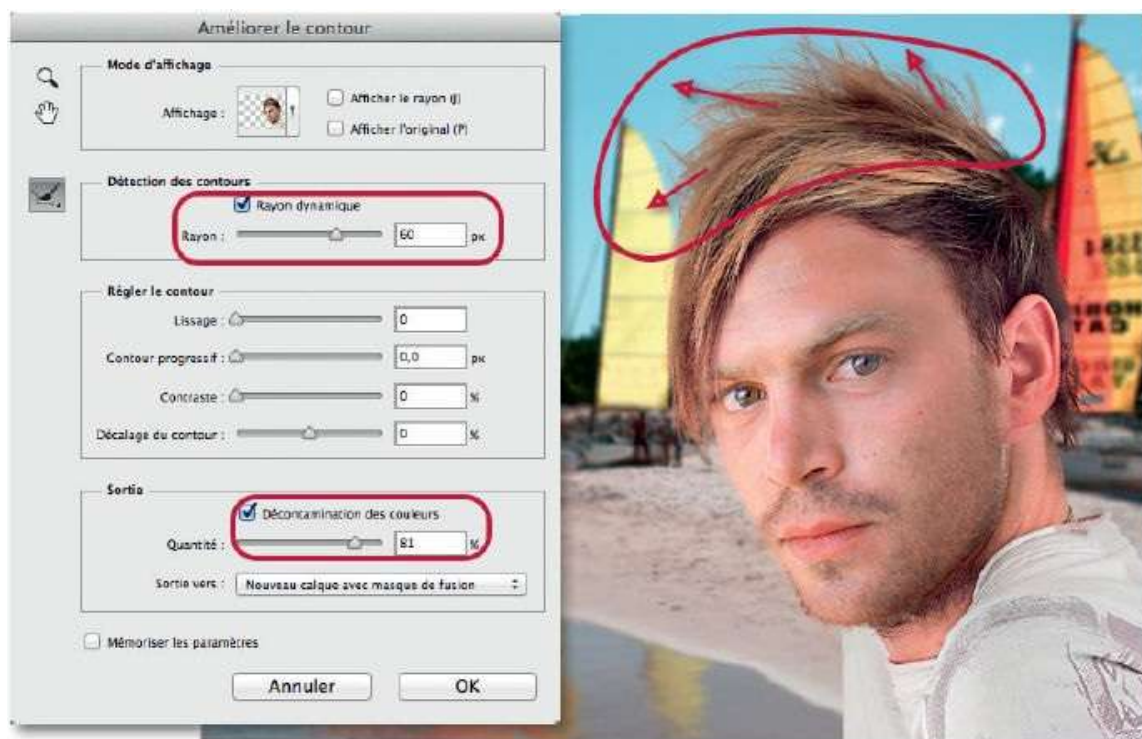 Améliorer le contour
Mode d'affichage
Affichage :
Afficher le rayon (J)
Afficher l'original (P)
Détection des contours
Rayon dynamique
Rayon : 60 px
Régler le contour
Lissage : 0
Contour progressif : 0,0 px
Contraste : 0 %
Décalage du contour : 0 %
Sortie
Décontamination des couleurs
Quantité : 81 %
Sortie vers : Nouveau calque avec masque de fusion
Mémoriser les paramètres
Annuler OK